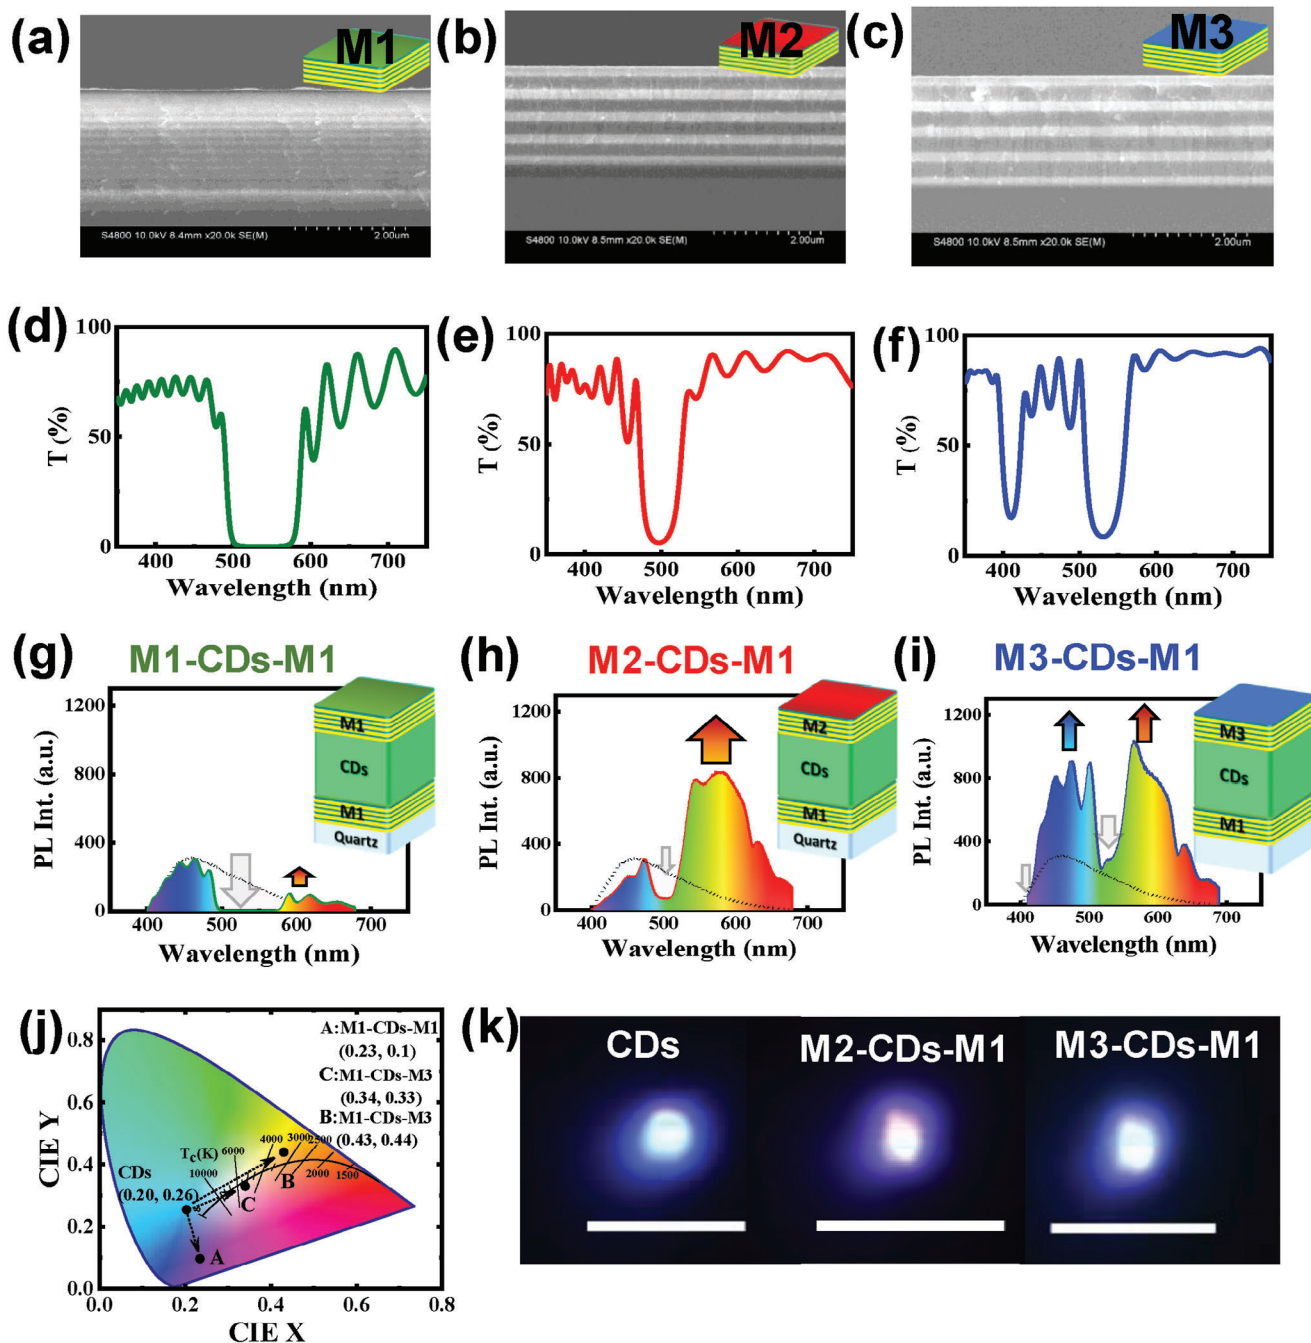 (a)
M1
S4800 10.0kV 8.4mm x20.0k SE(M)
2.00um
(b)
M2
S4800 10.0kV 8.5mm x20.0k SE(M)
2.00um
(c)
M3
S4800 10.0kV 8.5mm x20.0k SE(M)
2.00um
(d)
100
50
0
T (%)
400 500 600 700
Wavelength (nm)
(e)
100
50
0
T (%)
400 500 600 700
Wavelength (nm)
(f)
100
50
0
T (%)
400 500 600 700
Wavelength (nm)
(g)
M1-CDs-M1
1200
800
400
0
PL Int. (a.u.)
400 500 600 700
Wavelength (nm)
M1
CDs
M1
Quartz
(h)
M2-CDs-M1
1200
800
400
0
PL Int. (a.u.)
400 500 600 700
Wavelength (nm)
M2
CDs
M1
Quartz
(i)
M3-CDs-M1
1200
800
400
0
PL Int. (a.u.)
400 500 600 700
Wavelength (nm)
M3
CDs
M1
Quartz
(j)
0.8
0.6
0.4
0.2
0.0
CIE Y
A:M1-CDs-M1
(0.23, 0.1)
C:M1-CDs-M3
(0.34, 0.33)
B:M1-CDs-M3
(0.43, 0.44)
Tc(K)
10000
6000
4000
3000
2500
2000
1500
CDs
(0.20, 0.26)
B
C
A
0.0 0.2 0.4 0.6 0.8
CIE X
(k)
CDs
M2-CDs-M1
M3-CDs-M1